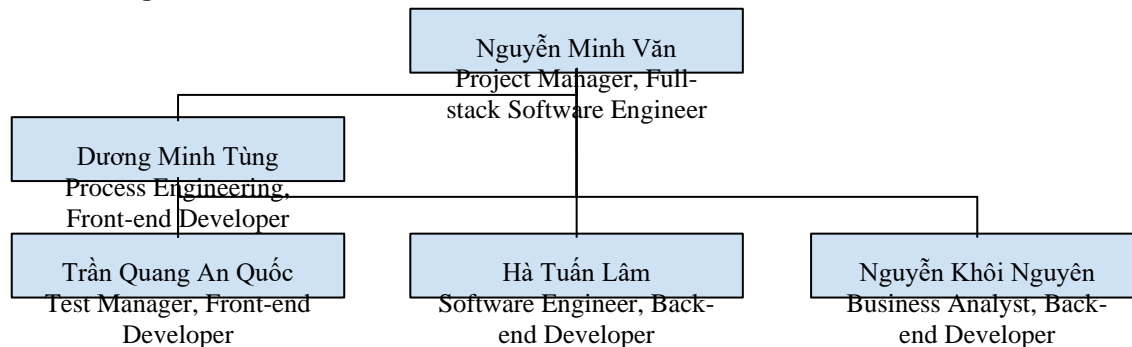 Nguyễn Minh Văn
Project Manager, Full-
stack Software Engineer
Dương Minh Tùng
Process Engineering,
Front-end Developer
Trần Quang An Quốc
Test Manager, Front-end
Developer
Hà Tuấn Lâm
Software Engineer, Back-
end Developer
Nguyễn Khôi Nguyên
Business Analyst, Back-
end Developer